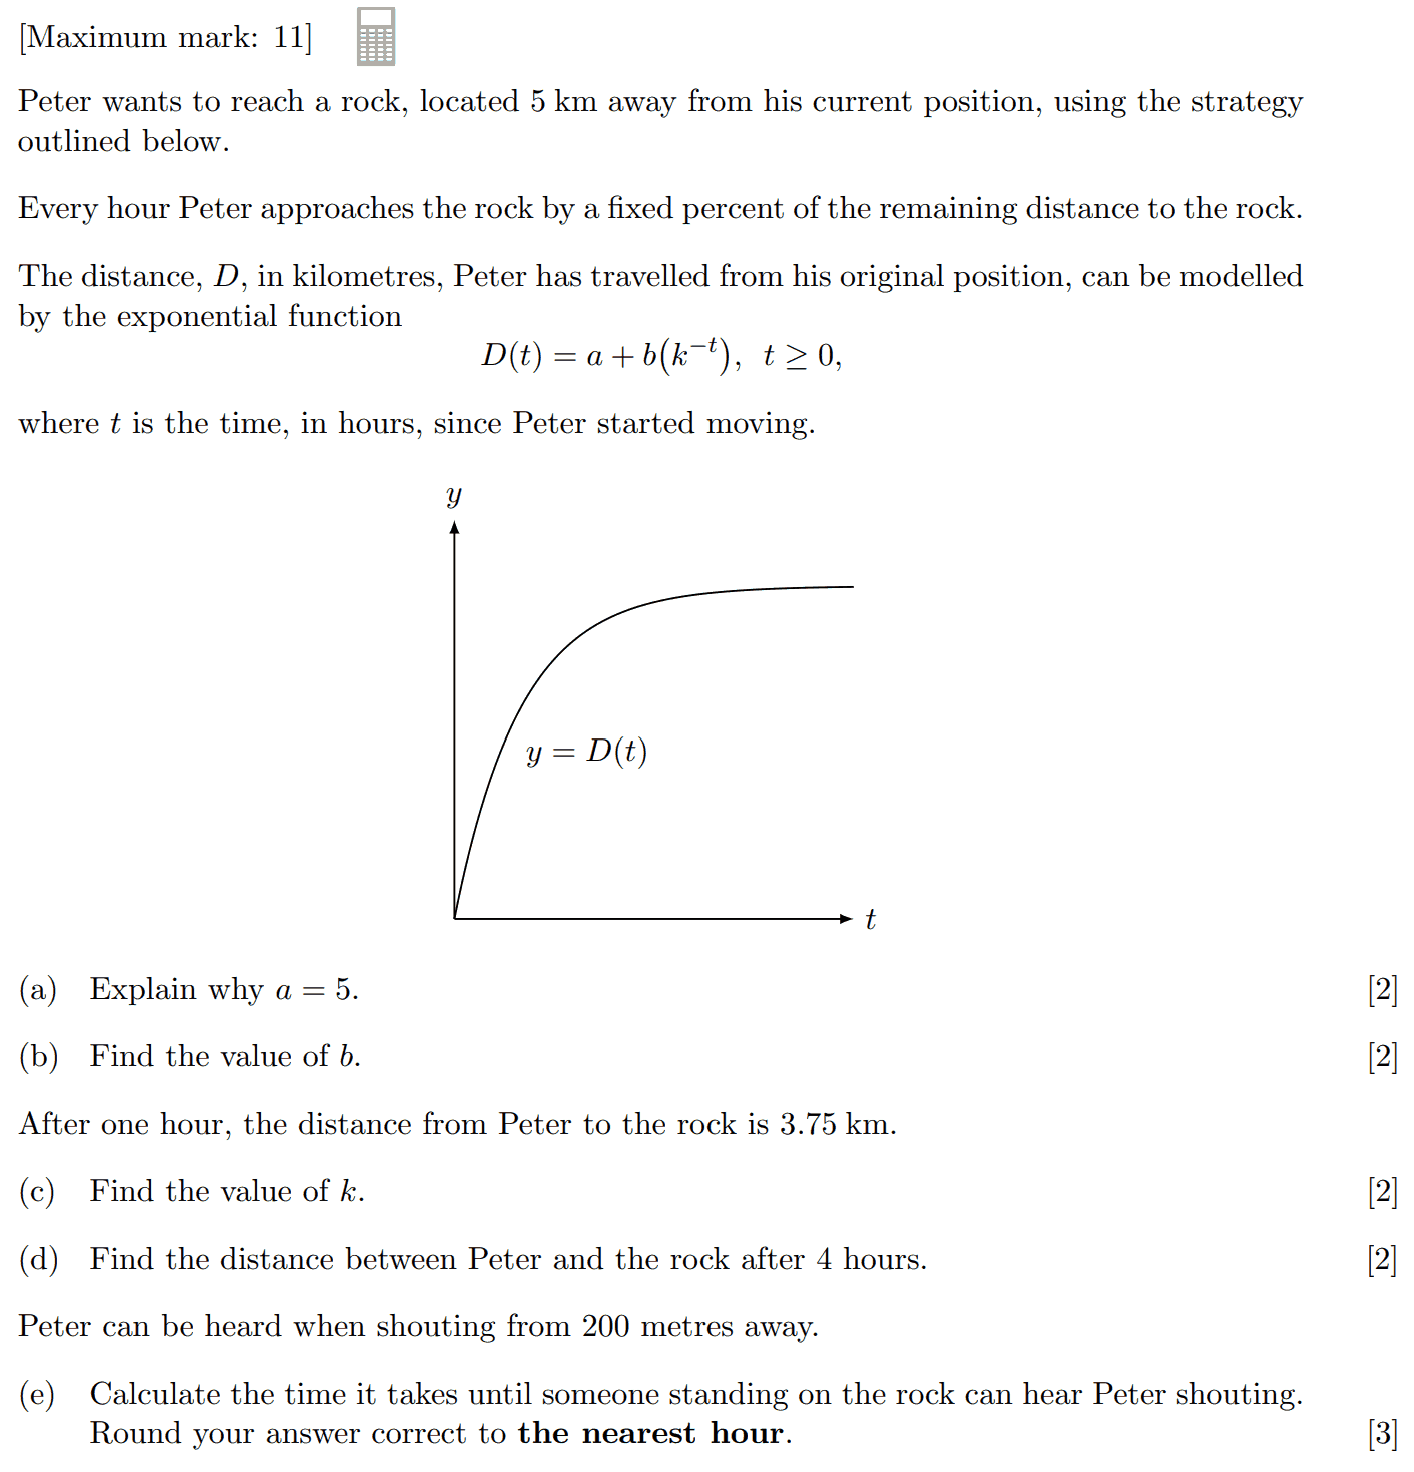 [Maximum mark: 11]
Peter wants to reach a rock, located 5 km away from his current position, using the strategy
outlined below.
Every hour Peter approaches the rock by a fixed percent of the remaining distance to the rock.
The distance, D, in kilometres, Peter has travelled from his original position, can be modelled
by the exponential function
D(t) = a + b(k⁻ᵗ), t ≥ 0,
where t is the time, in hours, since Peter started moving.
y
y = D(t)
t
(a) Explain why a = 5. [2]
(b) Find the value of b. [2]
After one hour, the distance from Peter to the rock is 3.75 km.
(c) Find the value of k. [2]
(d) Find the distance between Peter and the rock after 4 hours. [2]
Peter can be heard when shouting from 200 metres away.
(e) Calculate the time it takes until someone standing on the rock can hear Peter shouting.
Round your answer correct to the nearest hour. [3]